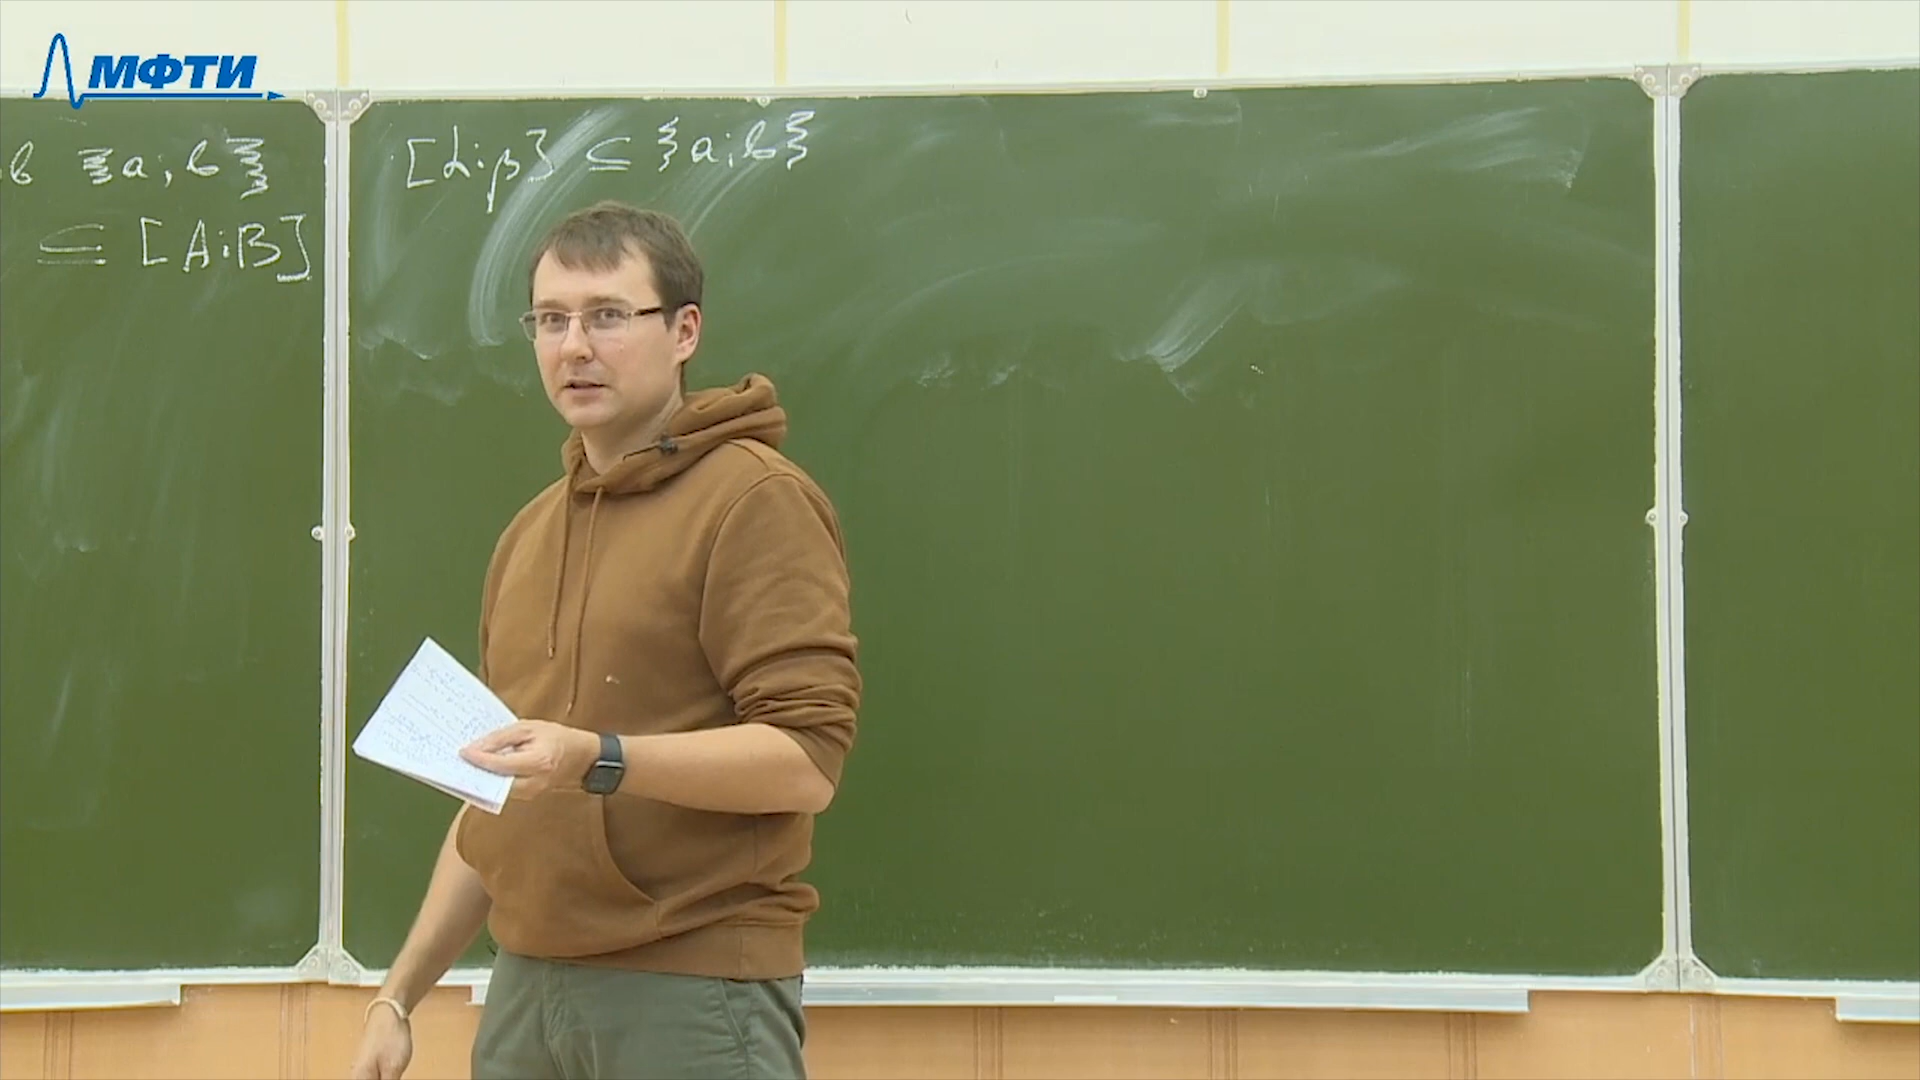 МФТИ
в {a; b}
⊆ [A; B]
[α; β] ⊆ {a; b}